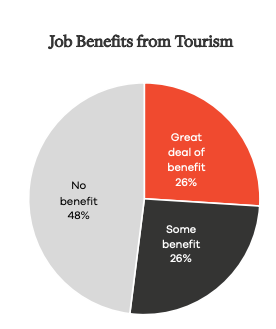 Job Benefits from Tourism
Great
deal of
benefit
26%
No
benefit
48%
Some
benefit
26%